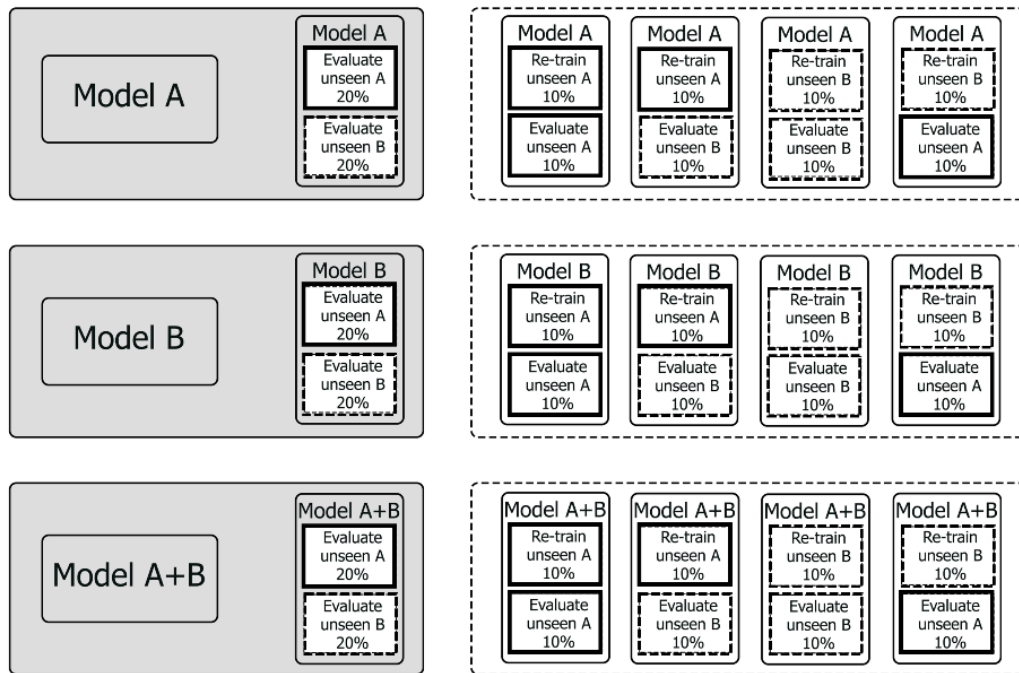 Model A
Model A
Evaluate
unseen A
20%
Evaluate
unseen B
20%
Model A
Re-train
unseen A
10%
Evaluate
unseen A
10%
Model A
Re-train
unseen A
10%
Evaluate
unseen B
10%
Model A
Re-train
unseen B
10%
Evaluate
unseen B
10%
Model A
Re-train
unseen B
10%
Evaluate
unseen A
10%
Model B
Model B
Evaluate
unseen A
20%
Evaluate
unseen B
20%
Model B
Re-train
unseen A
10%
Evaluate
unseen A
10%
Model B
Re-train
unseen A
10%
Evaluate
unseen B
10%
Model B
Re-train
unseen B
10%
Evaluate
unseen B
10%
Model B
Re-train
unseen B
10%
Evaluate
unseen A
10%
Model A+B
Model A+B
Evaluate
unseen A
20%
Evaluate
unseen B
20%
Model A+B
Re-train
unseen A
10%
Evaluate
unseen A
10%
Model A+B
Re-train
unseen A
10%
Evaluate
unseen B
10%
Model A+B
Re-train
unseen B
10%
Evaluate
unseen B
10%
Model A+B
Re-train
unseen B
10%
Evaluate
unseen A
10%